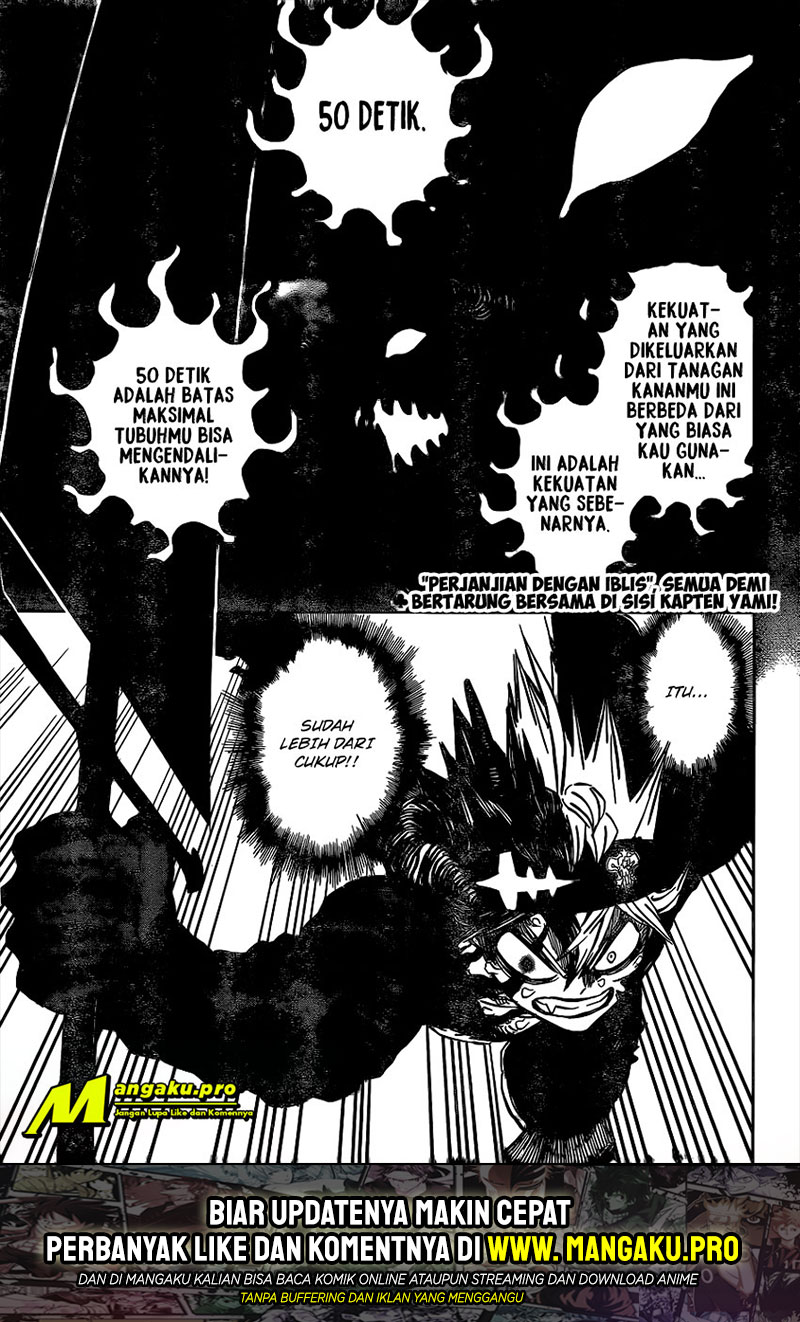 50 DETIK.
KEKUAT-
AN YANG
DIKELUARKAN
DARI TANAGAN
KANANMU INI
BERBEDA DARI
YANG BIASA
KAU GUNA-
KAN...
INI ADALAH
KEKUATAN
YANG SEBE-
NARNYA.
50 DETIK
ADALAH BATAS
MAKSIMAL
TUBUHMU BISA
MENGENDALI-
KANNYA!
"PERJANJIAN DENGAN IBLIS", SEMUA DEMI
BERTARUNG BERSAMA DI SISI KAPTEN YAMI!
ITU...
SUDAH
LEBIH DARI
CUKUP!!
Mangaku.pro
Jangan Lupa Like dan Komennya
BIAR UPDATENYA MAKIN CEPAT
PERBANYAK LIKE DAN KOMENTNYA DI WWW. MANGAKU.PRO
DAN DI MANGAKU KALIAN BISA BACA KOMIK ONLINE ATAUPUN STREAMING DAN DOWNLOAD ANIME
TANPA BUFFERING DAN IKLAN YANG MENGGANGU